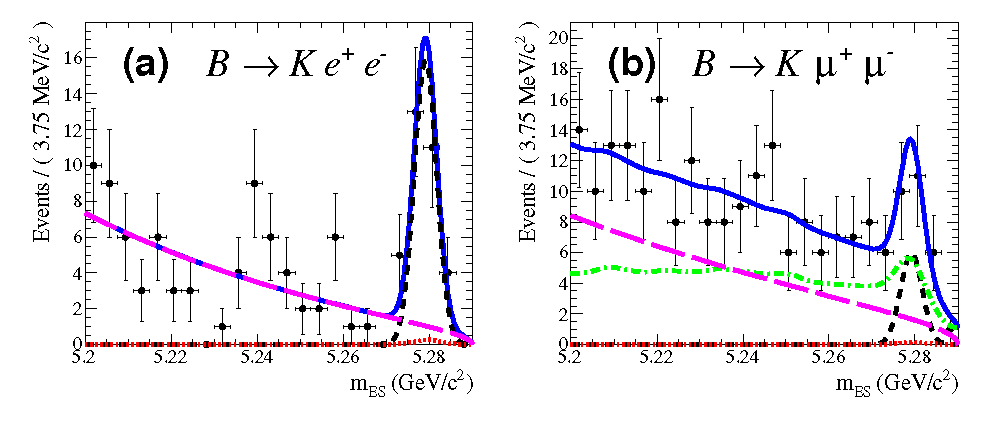 (a) B → K e⁺ e⁻
Events / ( 3.75 MeV/c² )
16
14
12
10
8
6
4
2
0
5.2 5.22 5.24 5.26 5.28
m_ES (GeV/c²)
(b) B → K μ⁺ μ⁻
Events / ( 3.75 MeV/c² )
20
18
16
14
12
10
8
6
4
2
0
5.2 5.22 5.24 5.26 5.28
m_ES (GeV/c²)